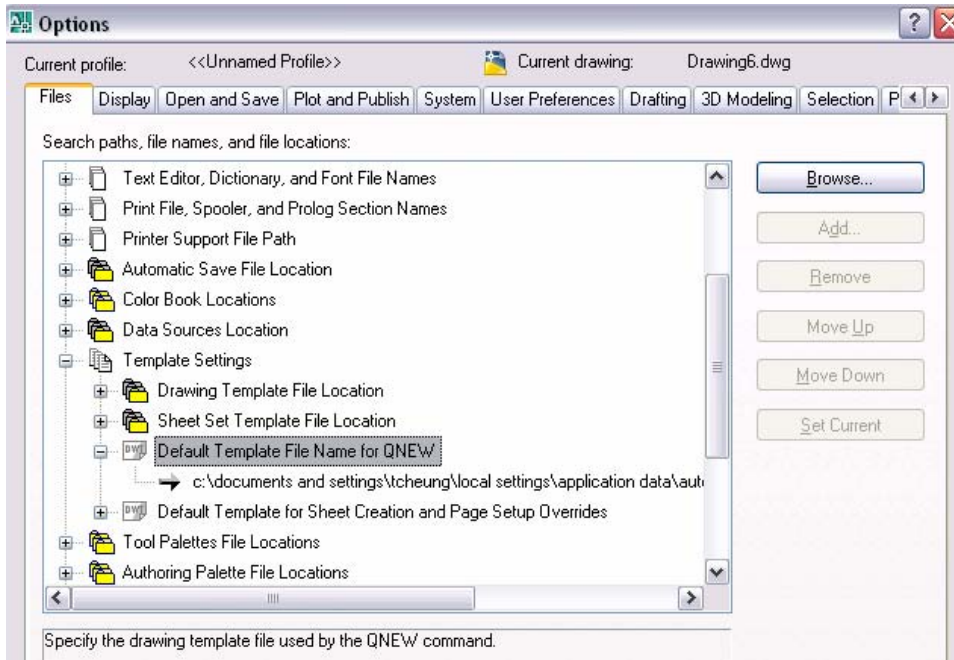 Options
Current profile: <<Unnamed Profile>> Current drawing: Drawing6.dwg
Files Display Open and Save Plot and Publish System User Preferences Drafting 3D Modeling Selection P
Search paths, file names, and file locations:
Text Editor, Dictionary, and Font File Names
Print File, Spooler, and Prolog Section Names
Printer Support File Path
Automatic Save File Location
Color Book Locations
Data Sources Location
Template Settings
Drawing Template File Location
Sheet Set Template File Location
Default Template File Name for QNEW
c:\documents and settings\tcheung\local settings\application data\aut
Default Template for Sheet Creation and Page Setup Overrides
Tool Palettes File Locations
Authoring Palette File Locations
Browse...
Add...
Remove
Move Up
Move Down
Set Current
Specify the drawing template file used by the QNEW command.